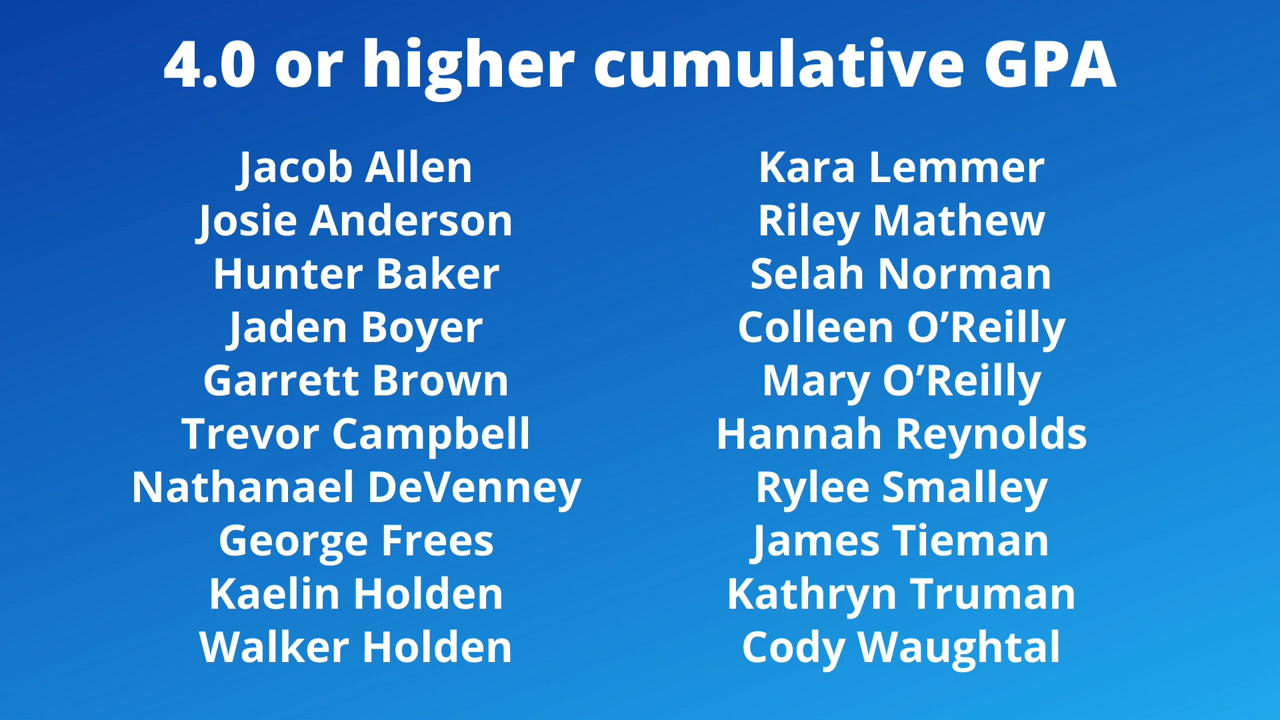 4.0 or higher cumulative GPA
Jacob Allen
Josie Anderson
Hunter Baker
Jaden Boyer
Garrett Brown
Trevor Campbell
Nathanael DeVenney
George Frees
Kaelin Holden
Walker Holden
Kara Lemmer
Riley Mathew
Selah Norman
Colleen O’Reilly
Mary O’Reilly
Hannah Reynolds
Rylee Smalley
James Tieman
Kathryn Truman
Cody Waughtal